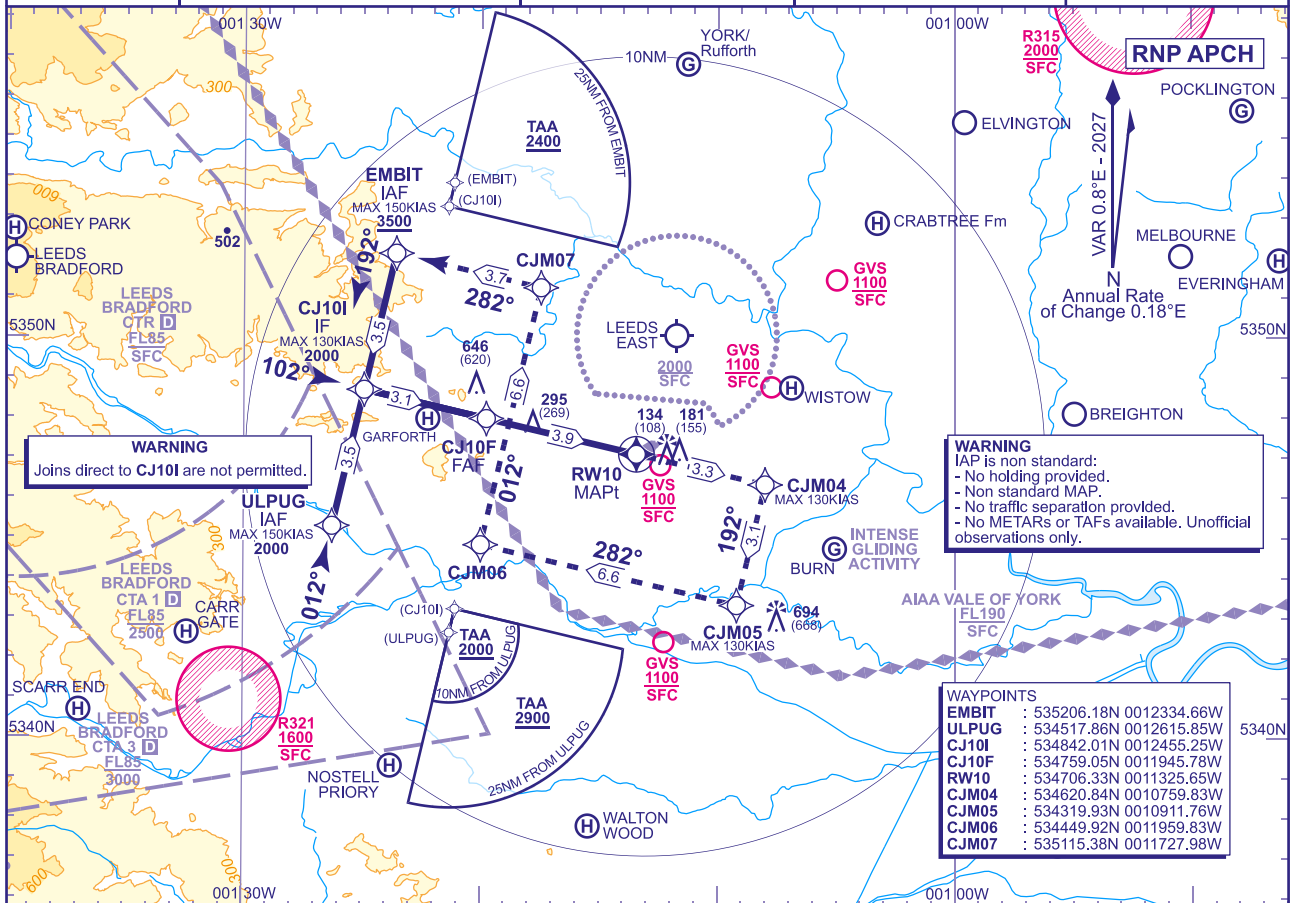 001:30W
001:00W
R315
2000
SFC
RNP APCH
YORK/
Rufforth
10NM
G
POCKLINGTON
G
300
25NM FROM EMBIT
TAA
2400
ELVINGTON
VAR 0.8°E - 2027
EMBIT
IAF
MAX 150KIAS
3500
(EMBIT)
(CJ10I)
600
H CONEY PARK
502
LEEDS
BRADFORD
192°
H CRABTREE Fm
MELBOURNE
H
EVERINGHAM
CJM07
3.7
282°
GVS
1100
SFC
N
Annual Rate
of Change 0.18°E
LEEDS
BRADFORD
CTR D
FL85
SFC
CJ10I
IF
MAX 130KIAS
2000
3.5
5350N
5350N
LEEDS
EAST
2000
SFC
646
(620)
GVS
1100
SFC
H
WISTOW
102°
3.1
6.6
295
(269)
134
(108)
181
(155)
BREIGHTON
H
GARFORTH
CJ10F
FAF
3.9
WARNING
Joins direct to CJ10I are not permitted.
3.5
RW10
MAPt
GVS
1100
SFC
3.3
CJM04
MAX 130KIAS
WARNING
IAP is non standard:
- No holding provided.
- Non standard MAP.
- No traffic separation provided.
- No METARs or TAFs available. Unofficial
observations only.
ULPUG
IAF
MAX 150KIAS
2000
012°
192°
3.1
300
CJM06
282°
6.6
G
BURN
INTENSE
GLIDING
ACTIVITY
012°
LEEDS
BRADFORD
CTA 1 D
FL85
2500
H
CARR
GATE
(CJ10I)
(ULPUG)
TAA
2000
10NM FROM ULPUG
CJM05
MAX 130KIAS
694
(668)
AIAA VALE OF YORK
FL190
SFC
GVS
1100
SFC
SCARR END
H
LEEDS
BRADFORD
CTA 3 D
FL85
3000
R321
1600
SFC
TAA
2900
25NM FROM ULPUG
5340N
5340N
NOSTELL
PRIORY
H
H WALTON
WOOD
WAYPOINTS
EMBIT : 535206.18N 0012334.66W
ULPUG : 534517.86N 0012615.85W
CJ10I : 534842.01N 0012455.25W
CJ10F : 534759.05N 0011945.78W
RW10 : 534706.33N 0011325.65W
CJM04 : 534620.84N 0010759.83W
CJM05 : 534319.93N 0010911.76W
CJM06 : 534449.92N 0011959.83W
CJM07 : 535115.38N 0011727.98W
600
001:30W
001:00W